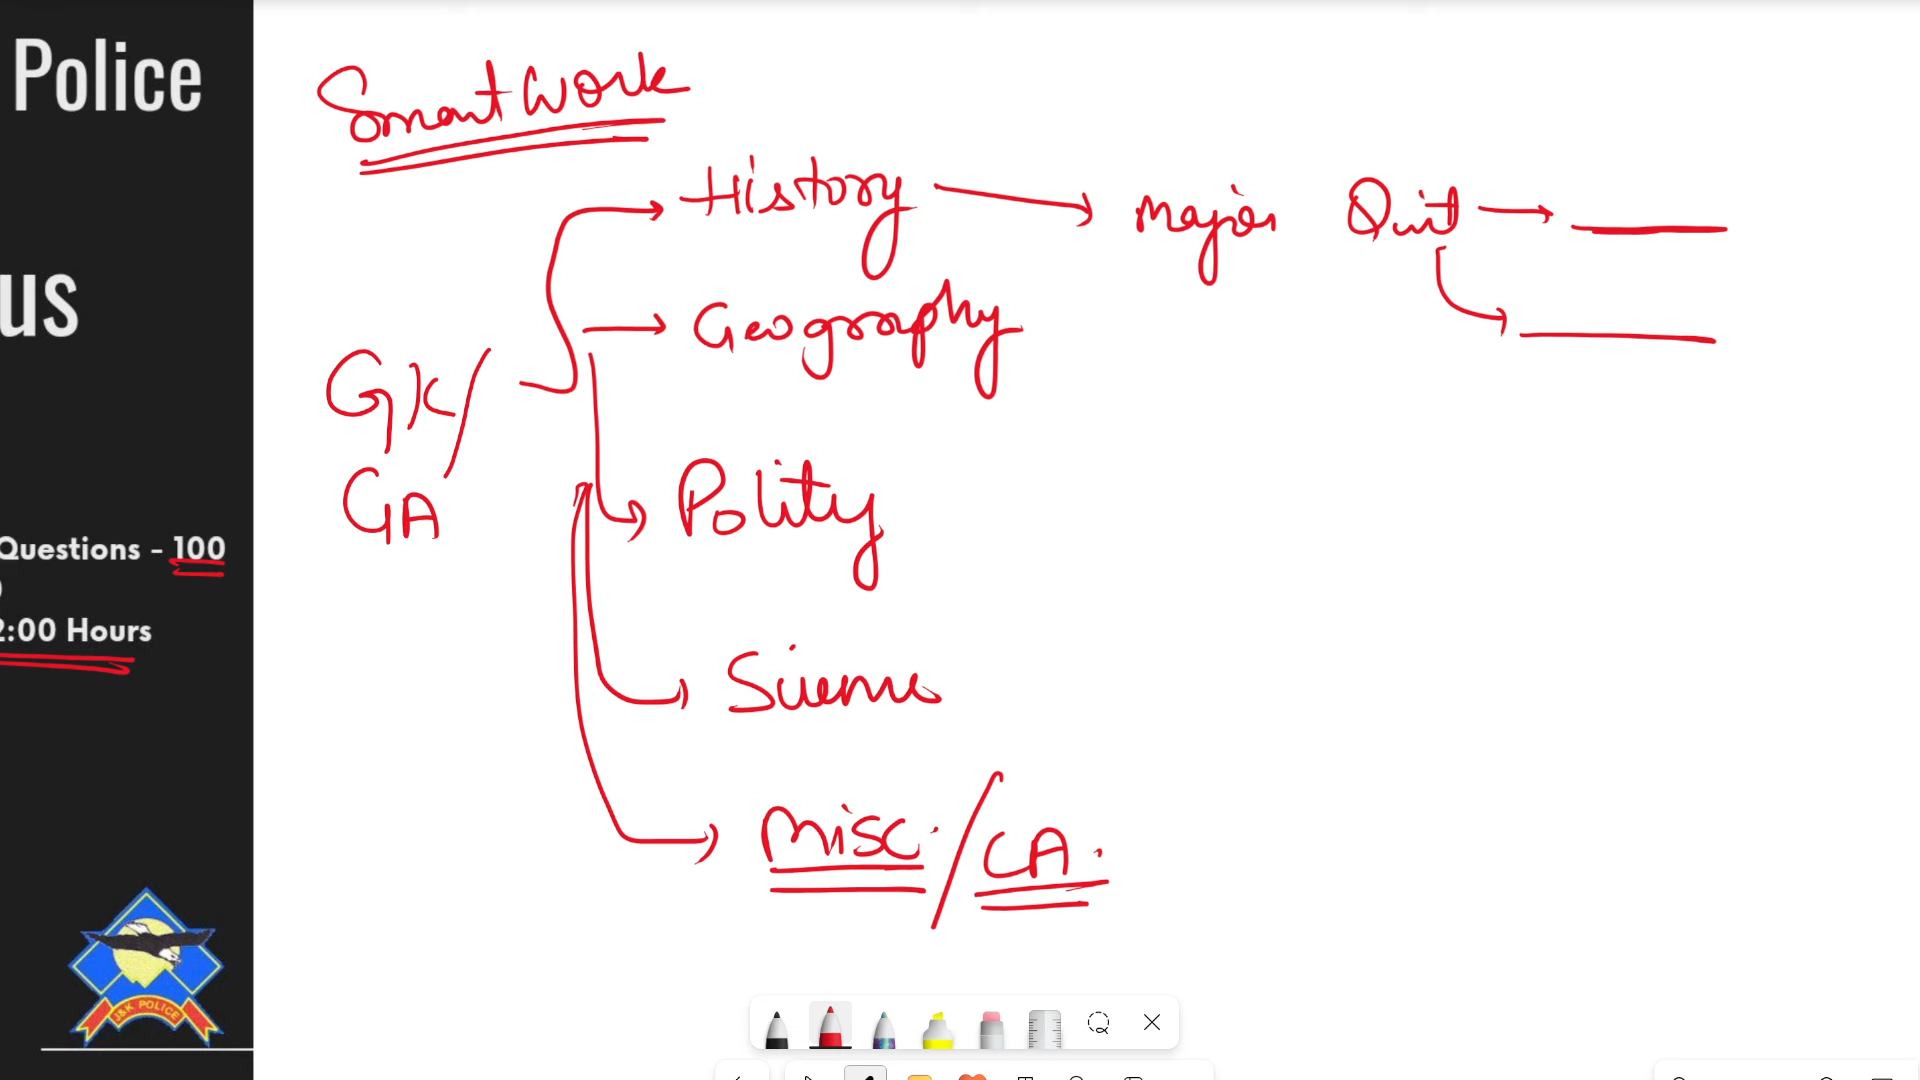 Police
us
Questions - 100
2:00 Hours
J&K POLICE
Smart Work
GK/
GA
History → Major Quit →
Geography
Polity
Science
Misc. / CA.